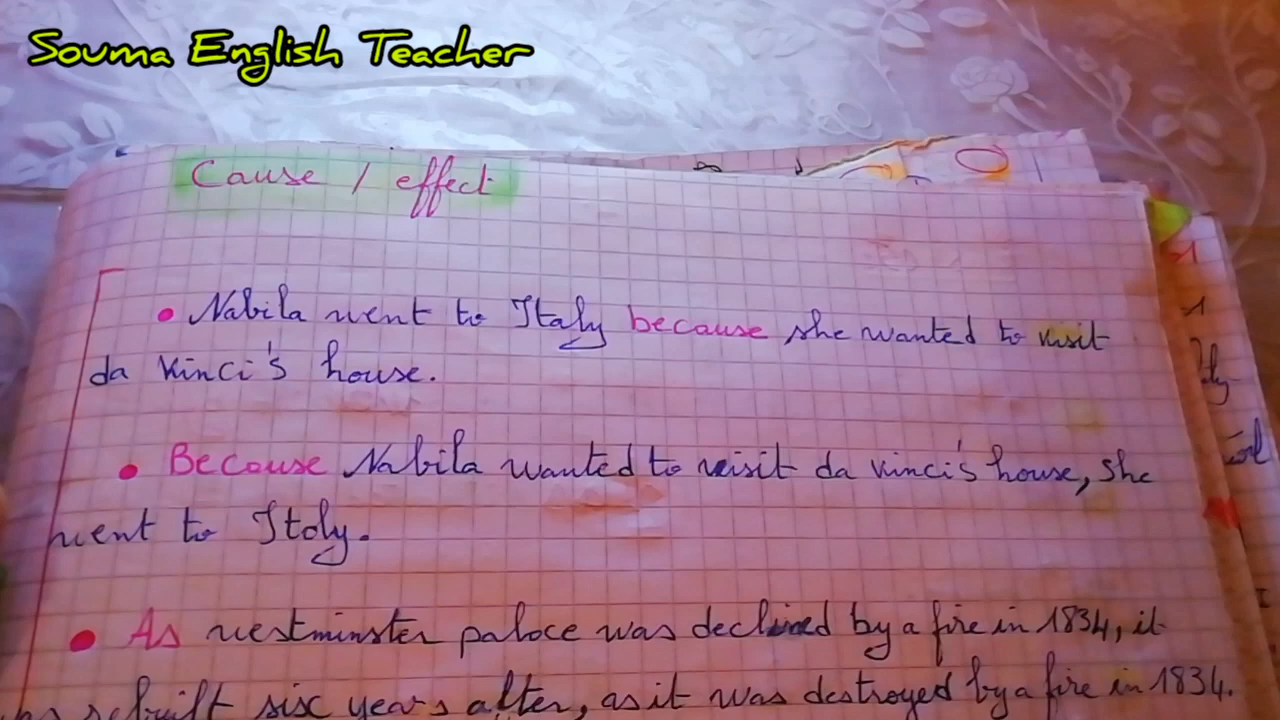 Souma English Teacher
Cause / effect
• Nabila went to Italy because she wanted to visit
da Vinci's house.
• Because Nabila wanted to visit da Vinci's house, she
went to Italy.
• As westminster palace was declined by a fire in 1834, it
rebuilt six years after, as it was destroyed by a fire in 1834.